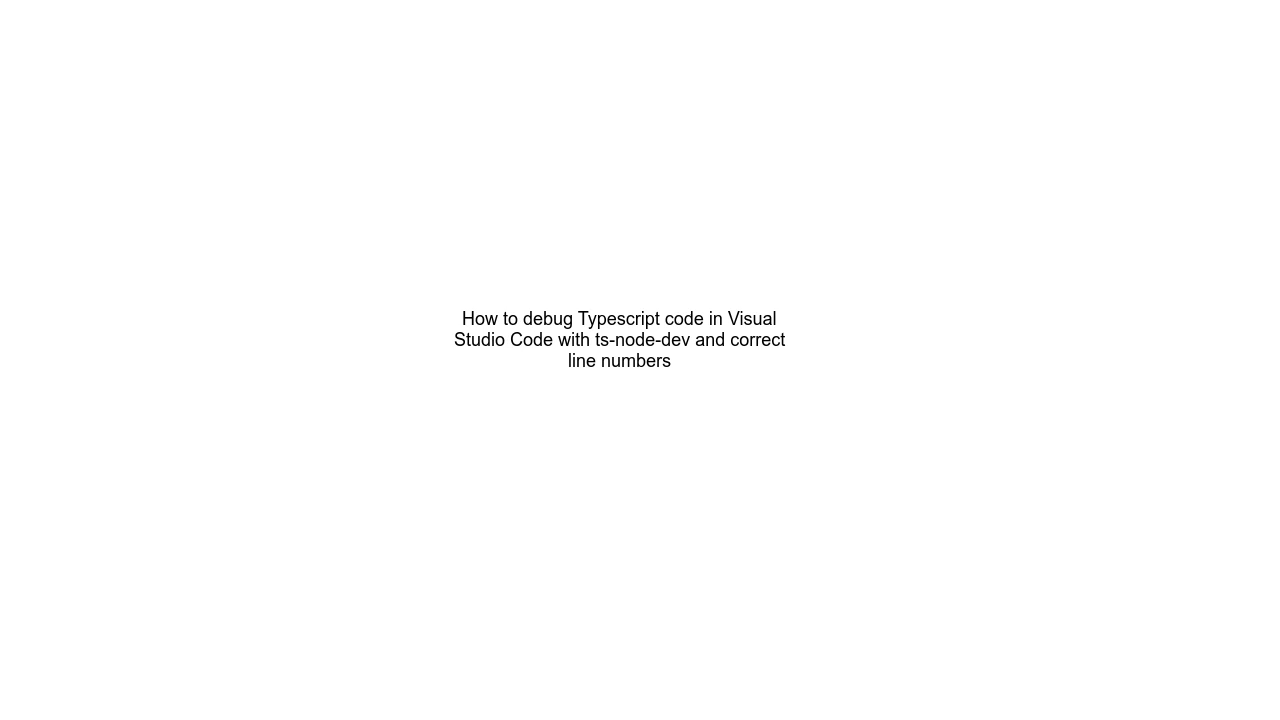 How to debug Typescript code in Visual
Studio Code with ts-node-dev and correct
line numbers